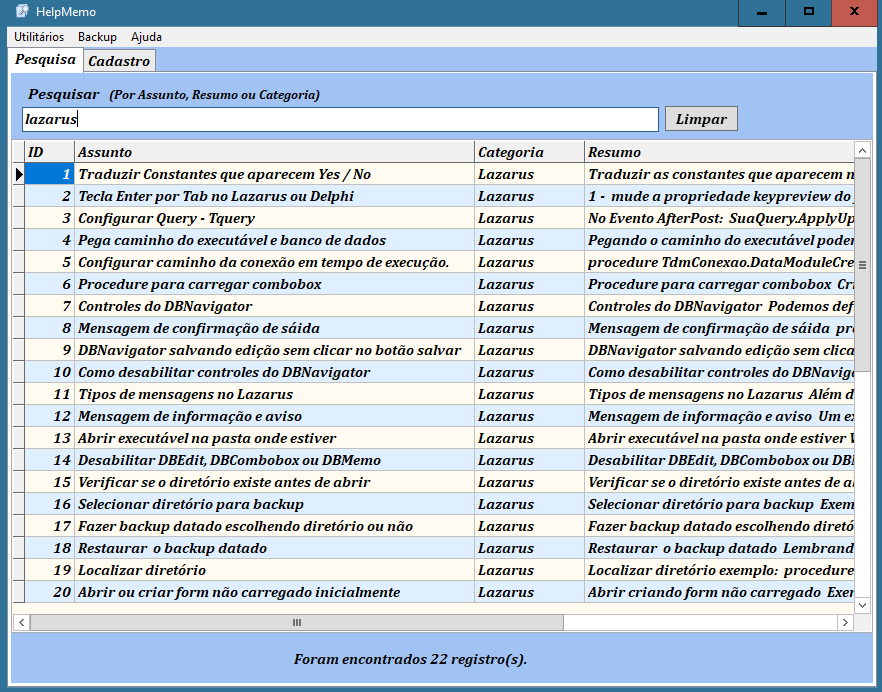 HelpMemo
Utilitários Backup Ajuda
Pesquisa Cadastro
Pesquisar (Por Assunto, Resumo ou Categoria)
lazarus Limpar
ID Assunto Categoria Resumo
1 Traduzir Constantes que aparecem Yes / No Lazarus Traduzir as constantes que aparecem n
2 Tecla Enter por Tab no Lazarus ou Delphi Lazarus 1 - mude a propriedade keypreview do
3 Configurar Query - Tquery Lazarus No Evento AfterPost: SuaQuery.ApplyUp
4 Pega caminho do executável e banco de dados Lazarus Pegando o caminho do executável poder
5 Configurar caminho da conexão em tempo de execução. Lazarus procedure TdmConexao.DataModuleCre
6 Procedure para carregar combobox Lazarus Procedure para carregar combobox Cri
7 Controles do DBNavigator Lazarus Controles do DBNavigator Podemos def
8 Mensagem de confirmação de sáida Lazarus Mensagem de confirmação de sáida pro
9 DBNavigator salvando edição sem clicar no botão salvar Lazarus DBNavigator salvando edição sem clica
10 Como desabilitar controles do DBNavigator Lazarus Como desabilitar controles do DBNaviga
11 Tipos de mensagens no Lazarus Lazarus Tipos de mensagens no Lazarus Além d
12 Mensagem de informação e aviso Lazarus Mensagem de informação e aviso Um ex
13 Abrir executável na pasta onde estiver Lazarus Abrir executável na pasta onde estiver V
14 Desabilitar DBEdit, DBCombobox ou DBMemo Lazarus Desabilitar DBEdit, DBCombobox ou DBM
15 Verificar se o diretório existe antes de abrir Lazarus Verificar se o diretório existe antes de a
16 Selecionar diretório para backup Lazarus Selecionar diretório para backup Exem
17 Fazer backup datado escolhendo diretório ou não Lazarus Fazer backup datado escolhendo diretó
18 Restaurar o backup datado Lazarus Restaurar o backup datado Lembrand
19 Localizar diretório Lazarus Localizar diretório exemplo: procedure
20 Abrir ou criar form não carregado inicialmente Lazarus Abrir criando form não carregado Exer
Foram encontrados 22 registro(s).